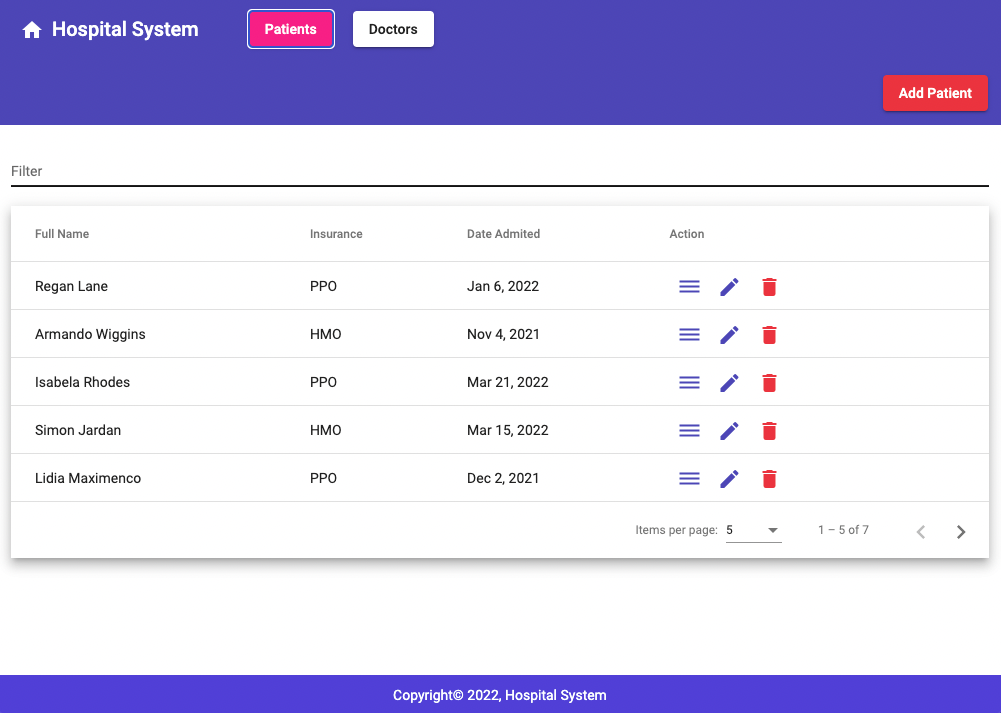 Hospital System Patients Doctors
Add Patient
Filter
Full Name Insurance Date Admited Action
Regan Lane PPO Jan 6, 2022
Armando Wiggins HMO Nov 4, 2021
Isabela Rhodes PPO Mar 21, 2022
Simon Jardan HMO Mar 15, 2022
Lidia Maximenco PPO Dec 2, 2021
Items per page: 5 1 – 5 of 7
Copyright© 2022, Hospital System